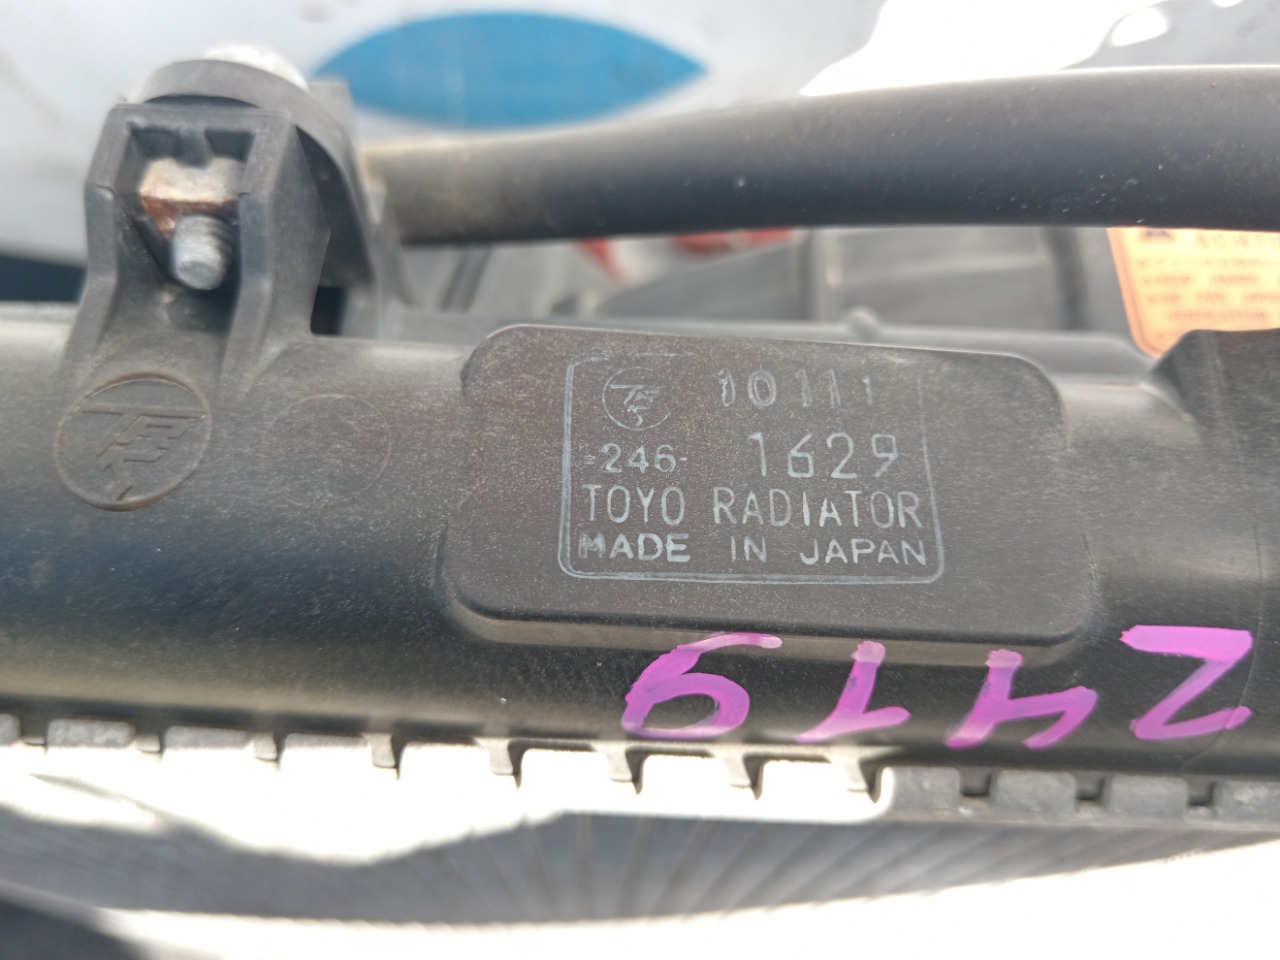 10111
-246- 1629
TOYO RADIATOR
MADE IN JAPAN
2419